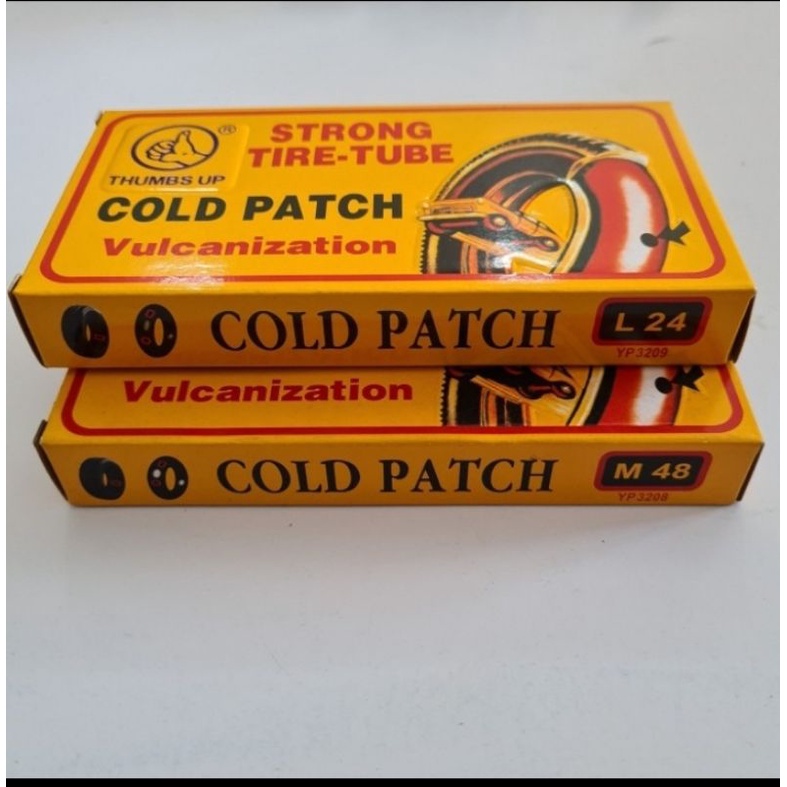 STRONG
TIRE-TUBE
®
THUMBS UP
COLD PATCH
Vulcanization
COLD PATCH
L 24
YP3209
Vulcanization
COLD PATCH
M 48
YP3208